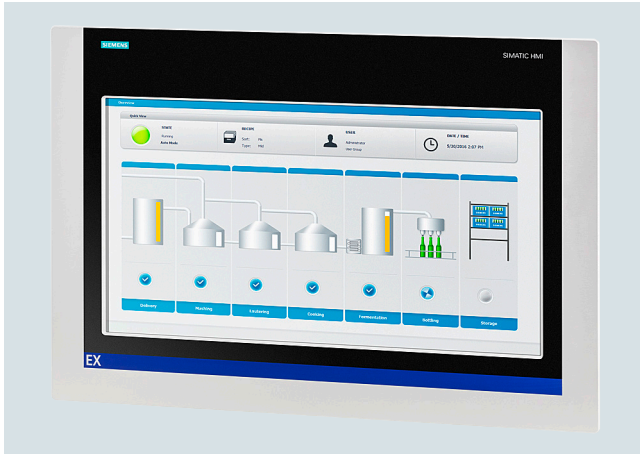 SIEMENS
SIMATIC HMI
Overview
Quick View
STATE
Running
Auto Mode
RECIPE
Sort: Pils
Type:
USER
Administrator
User Group
DATE / TIME
5/30/2016 2:07 PM
Delivery
Mashing
Lautering
Cooking
Fermentation
Bottling
Storage
EX